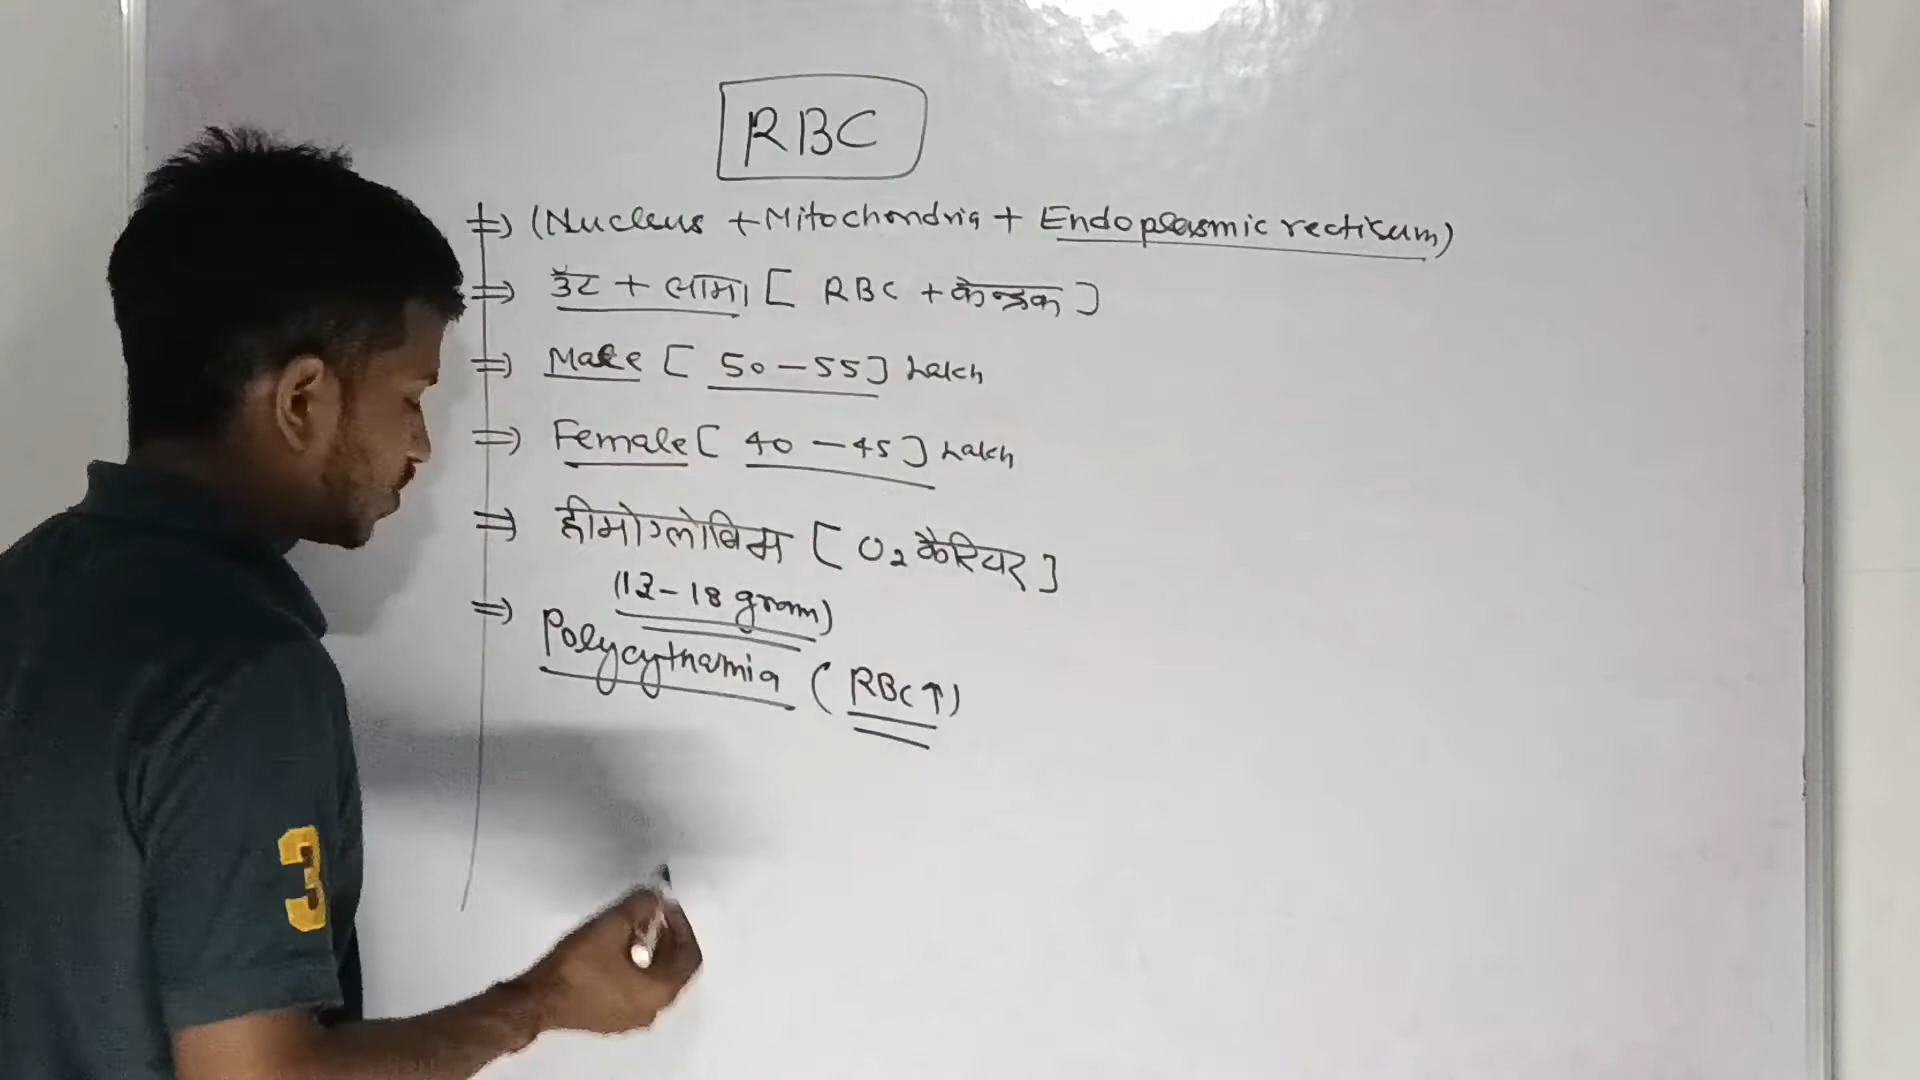 RBC
⇒ (Nucleus + Mitochondria + Endoplasmic recticum)
⇒ ऊँट + लामा [ RBC + केन्द्रक ]
⇒ Male [ 50 - 55 ] Lakh
⇒ Female [ 40 - 45 ] Lakh
⇒ हीमोग्लोबिम [ O₂ कैरियर ]
(12 - 18 gram)
⇒ Polycythamia ( RBC ↑ )
3